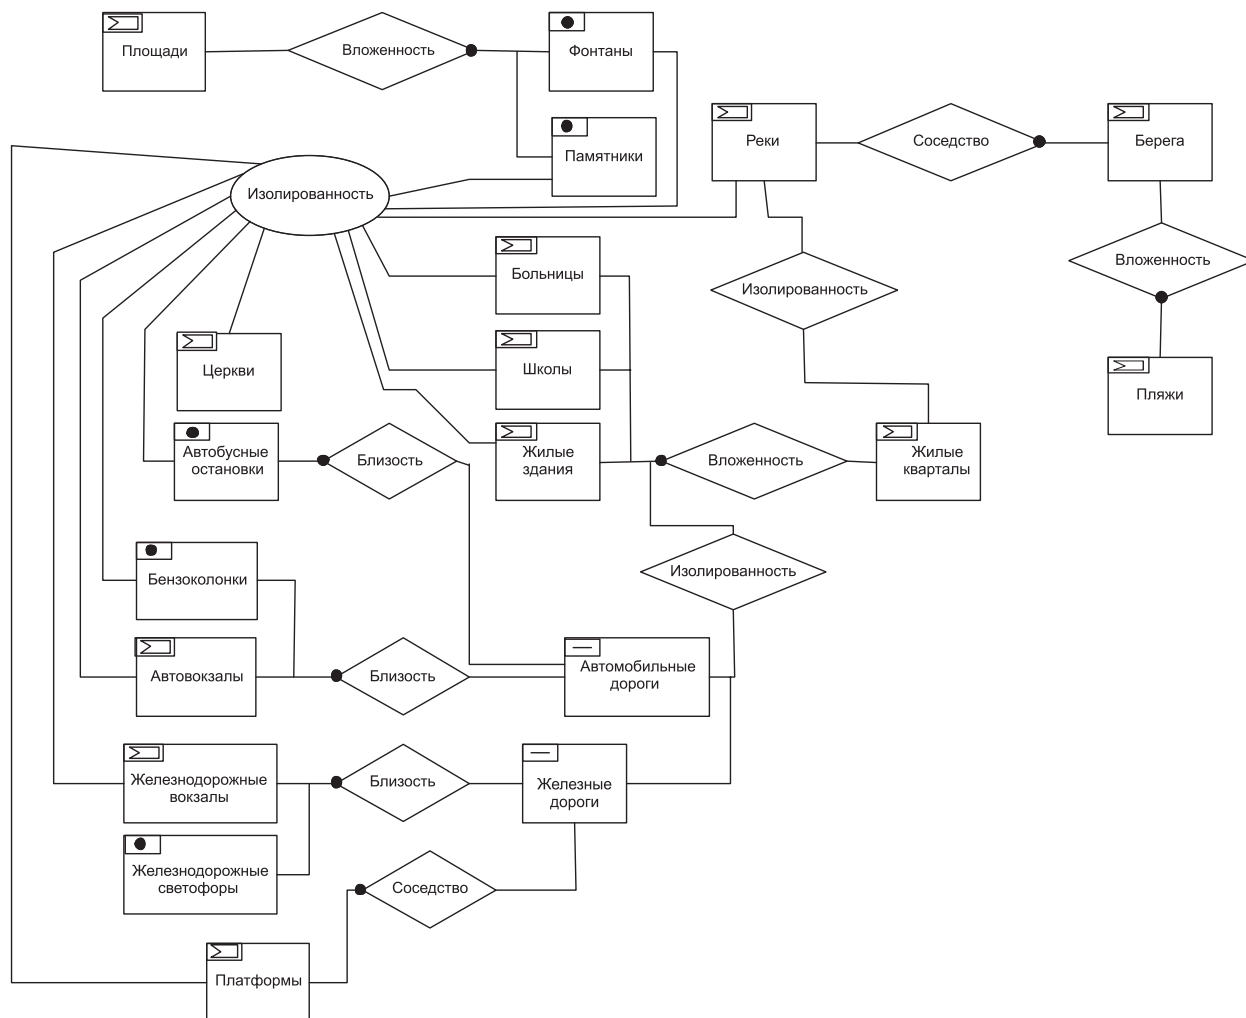 Площади
Вложенность
Фонтаны
Памятники
Реки
Соседство
Берега
Изолированность
Больницы
Изолированность
Вложенность
Церкви
Школы
Пляжи
Автобусные
остановки
Близость
Жилые
здания
Вложенность
Жилые
кварталы
Бензоколонки
Изолированность
Автовокзалы
Близость
Автомобильные
дороги
Железнодорожные
вокзалы
Близость
Железные
дороги
Железнодорожные
светофоры
Соседство
Платформы